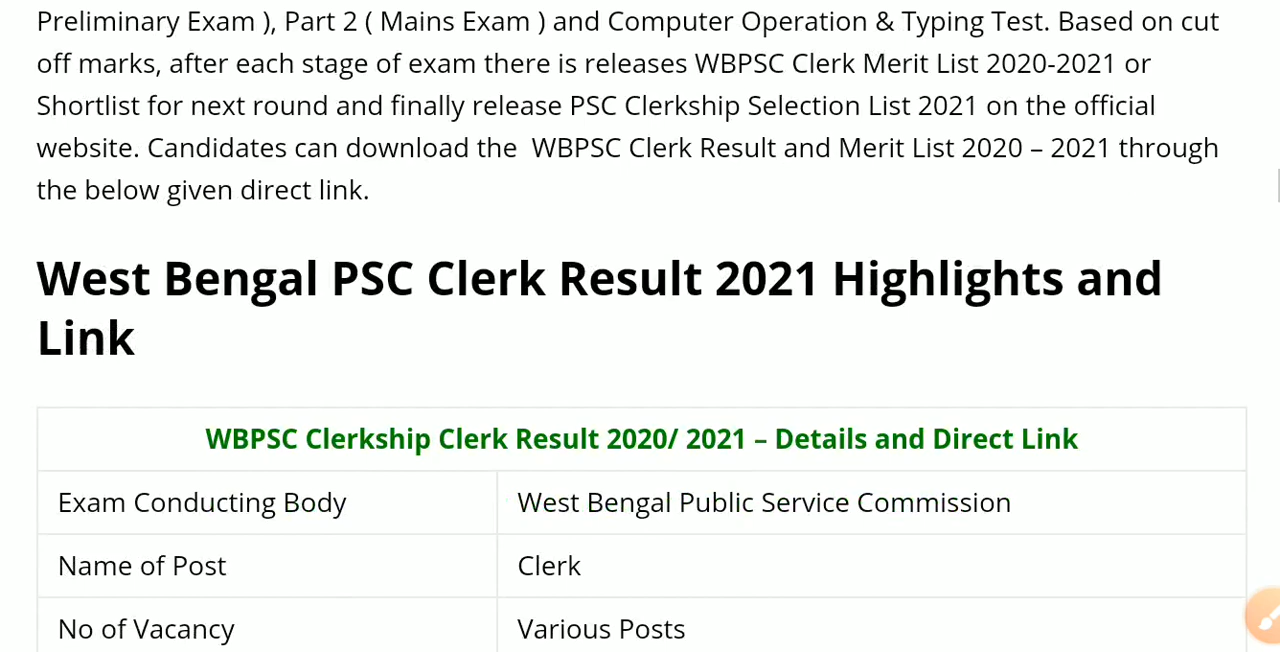 Preliminary Exam ), Part 2 ( Mains Exam ) and Computer Operation & Typing Test. Based on cut
off marks, after each stage of exam there is releases WBPSC Clerk Merit List 2020-2021 or
Shortlist for next round and finally release PSC Clerkship Selection List 2021 on the official
website. Candidates can download the  WBPSC Clerk Result and Merit List 2020 – 2021 through
the below given direct link.
West Bengal PSC Clerk Result 2021 Highlights and
Link
WBPSC Clerkship Clerk Result 2020/ 2021 – Details and Direct Link
Exam Conducting Body West Bengal Public Service Commission
Name of Post Clerk
No of Vacancy Various Posts